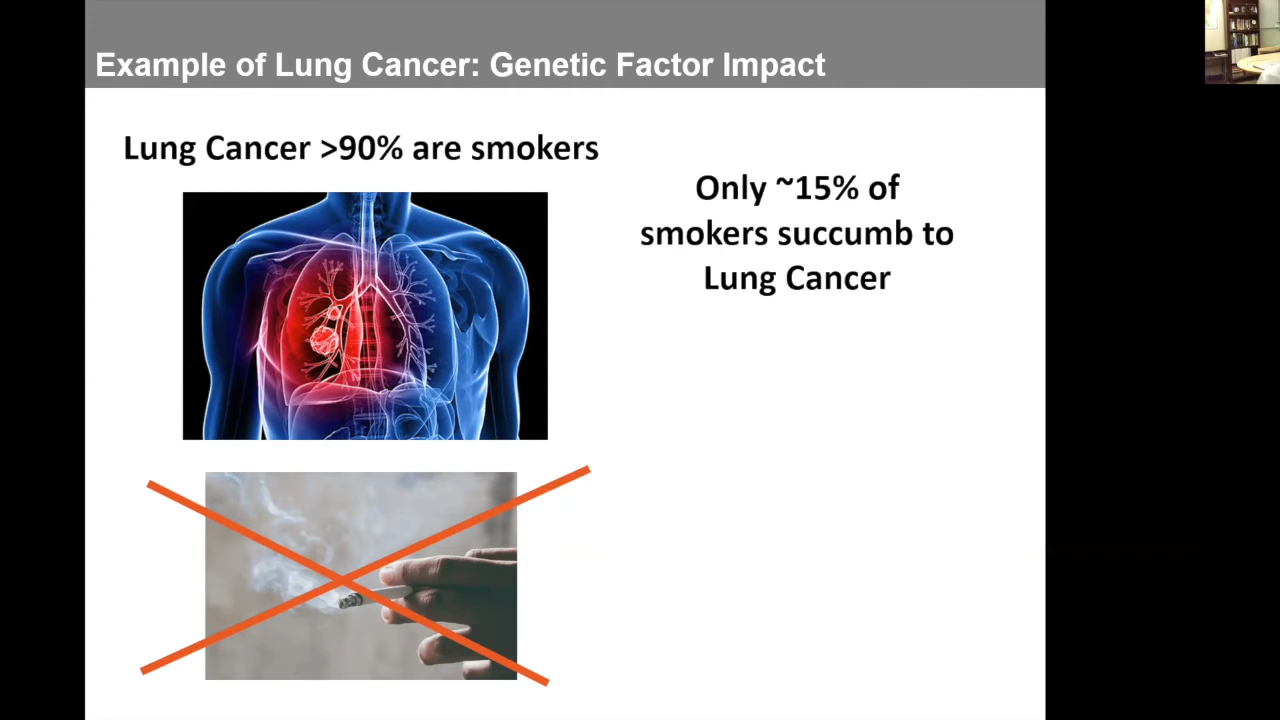 Example of Lung Cancer: Genetic Factor Impact
Lung Cancer >90% are smokers
Only ~15% of
smokers succumb to
Lung Cancer